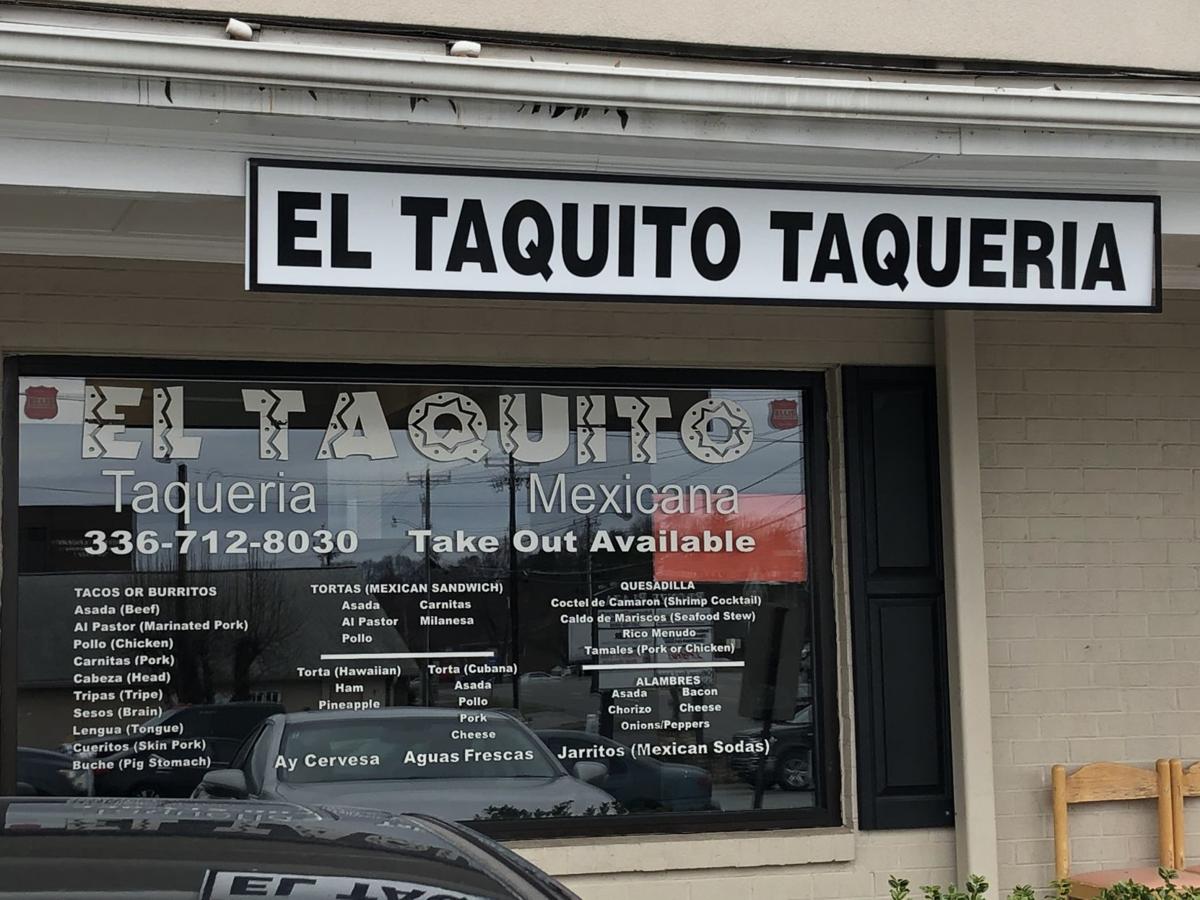 EL TAQUITO TAQUERIA
EL TAQUITO
Taqueria Mexicana
336-712-8030 Take Out Available
TACOS OR BURRITOS
Asada (Beef)
Al Pastor (Marinated Pork)
Pollo (Chicken)
Carnitas (Pork)
Cabeza (Head)
Tripas (Tripe)
Sesos (Brain)
Lengua (Tongue)
Cueritos (Skin Pork)
Buche (Pig Stomach)
TORTAS (MEXICAN SANDWICH)
Asada Carnitas
Al Pastor Milanesa
Pollo
Torta (Hawaiian)
Ham
Pineapple
Torta (Cubana)
Asada
Pollo
Pork
Cheese
QUESADILLA
Coctel de Camaron (Shrimp Cocktail)
Caldo de Mariscos (Seafood Stew)
Rico Menudo
Tamales (Pork or Chicken)
ALAMBRES
Asada Bacon
Chorizo Cheese
Onions/Peppers
Ay Cervesa Aguas Frescas Jarritos (Mexican Sodas)